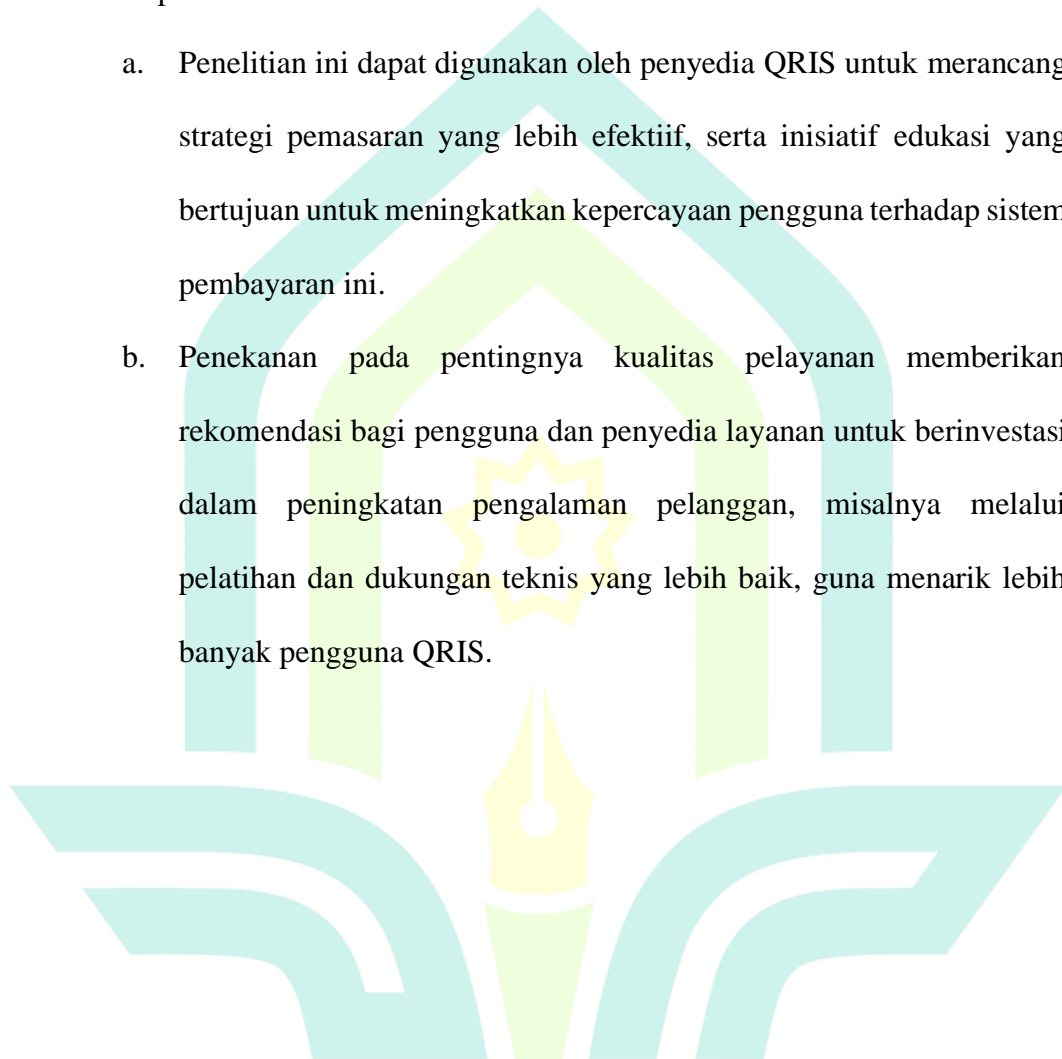 a. Penelitian ini dapat digunakan oleh penyedia QRIS untuk merancang
strategi pemasaran yang lebih efektiif, serta inisiatif edukasi yang
bertujuan untuk meningkatkan kepercayaan pengguna terhadap sistem
pembayaran ini.
b. Penekanan pada pentingnya kualitas pelayanan memberikan
rekomendasi bagi pengguna dan penyedia layanan untuk berinvestasi
dalam peningkatan pengalaman pelanggan, misalnya melalui
pelatihan dan dukungan teknis yang lebih baik, guna menarik lebih
banyak pengguna QRIS.